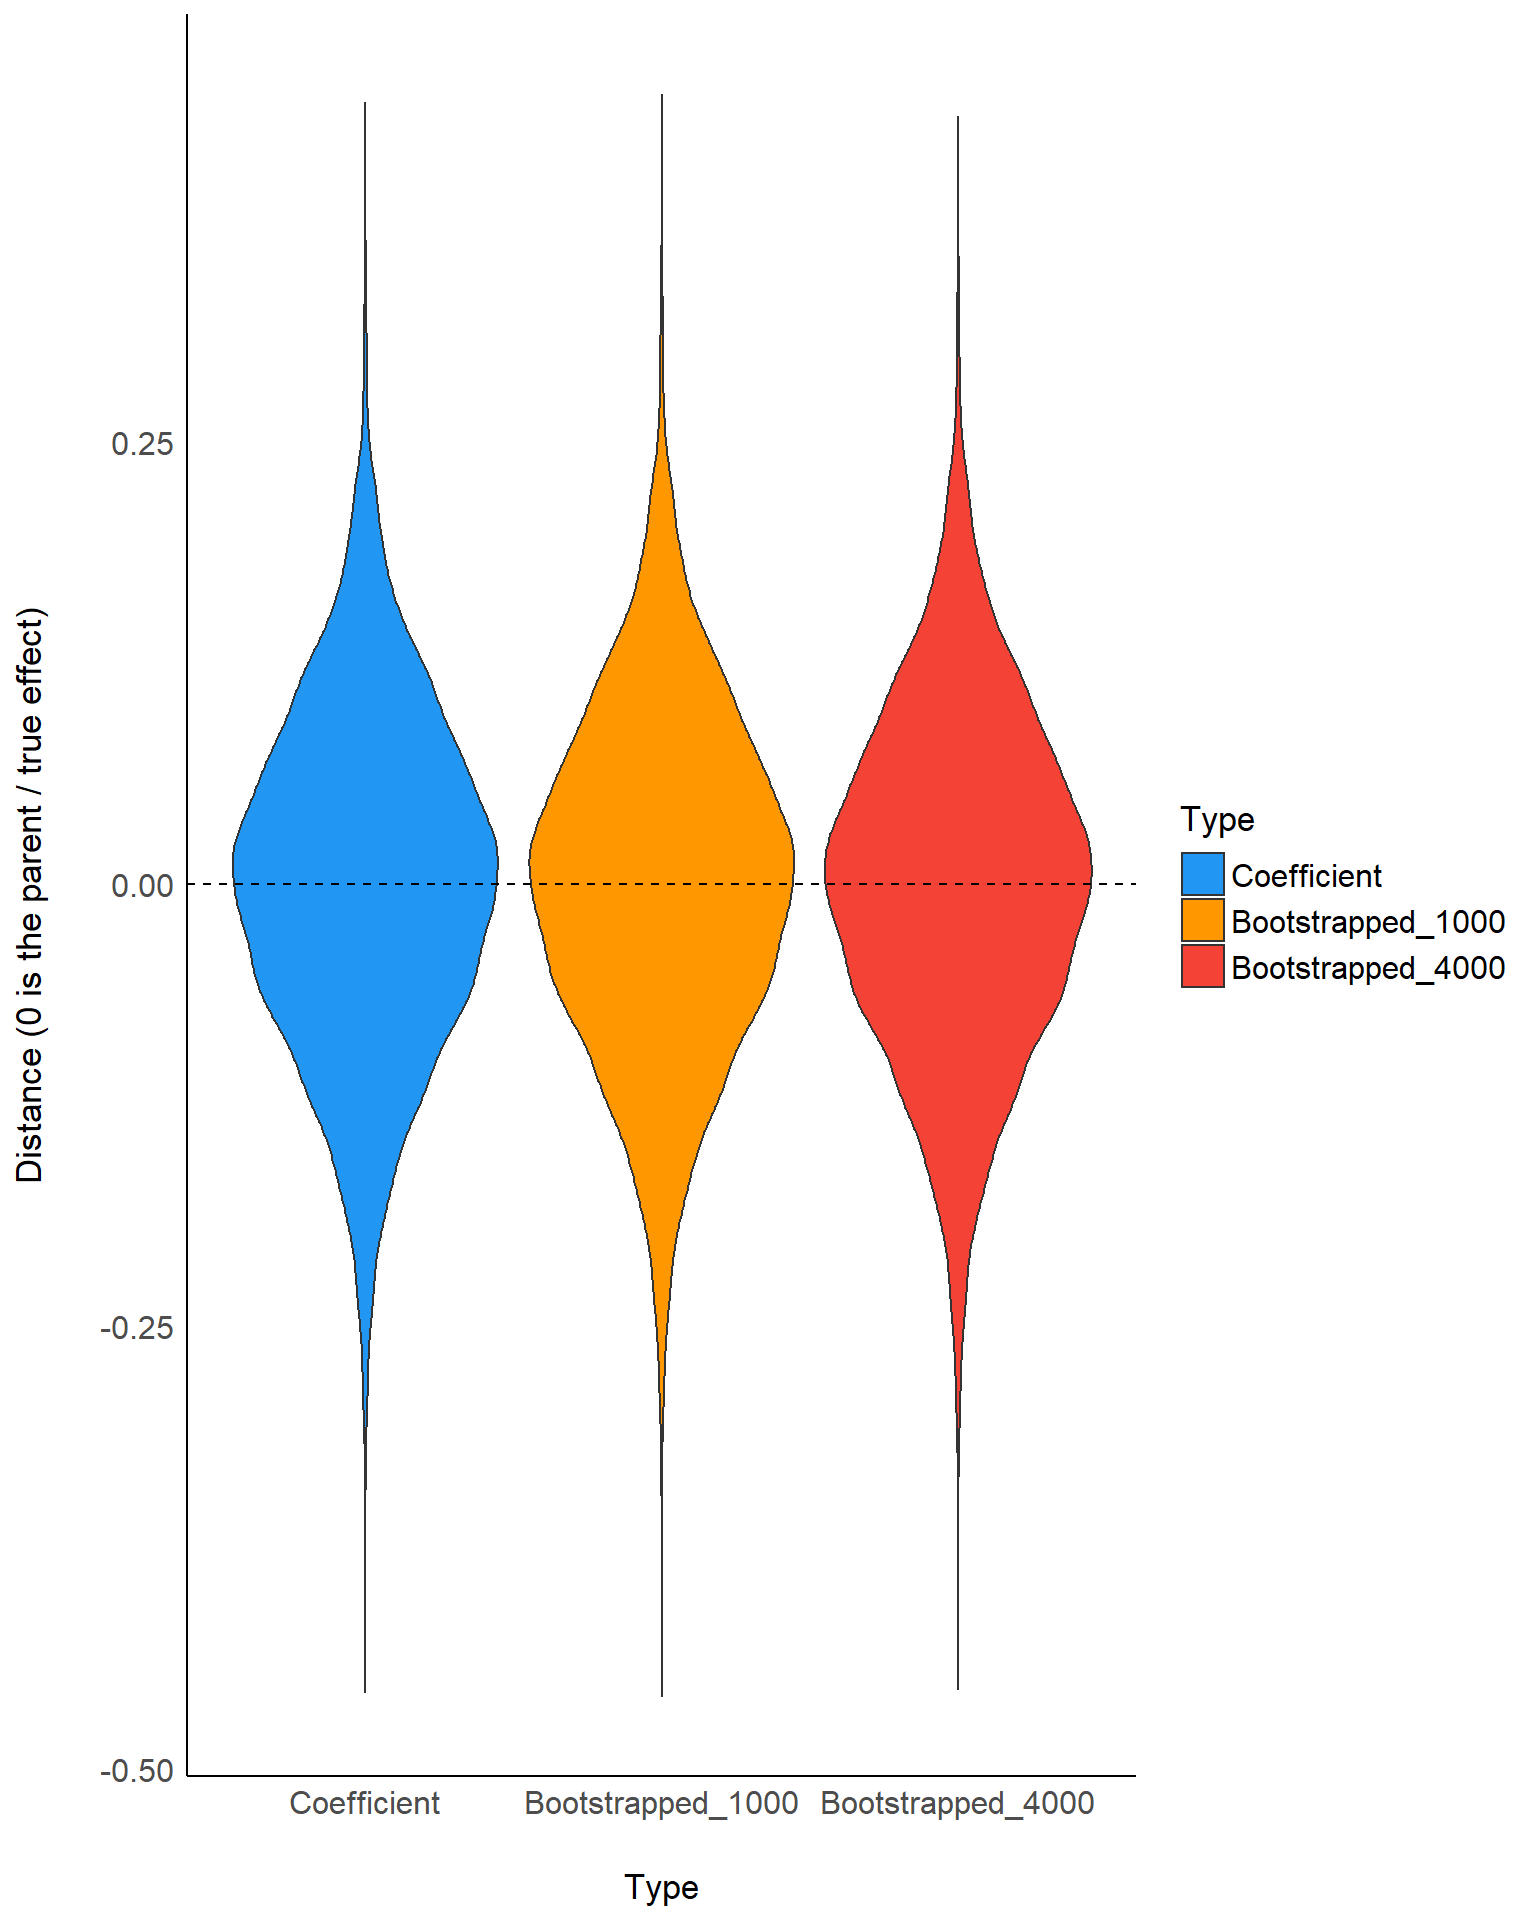 Distance (0 is the parent / true effect)
0.25
0.00
-0.25
-0.50
Coefficient
Bootstrapped_1000
Bootstrapped_4000
Type
Type
Coefficient
Bootstrapped_1000
Bootstrapped_4000